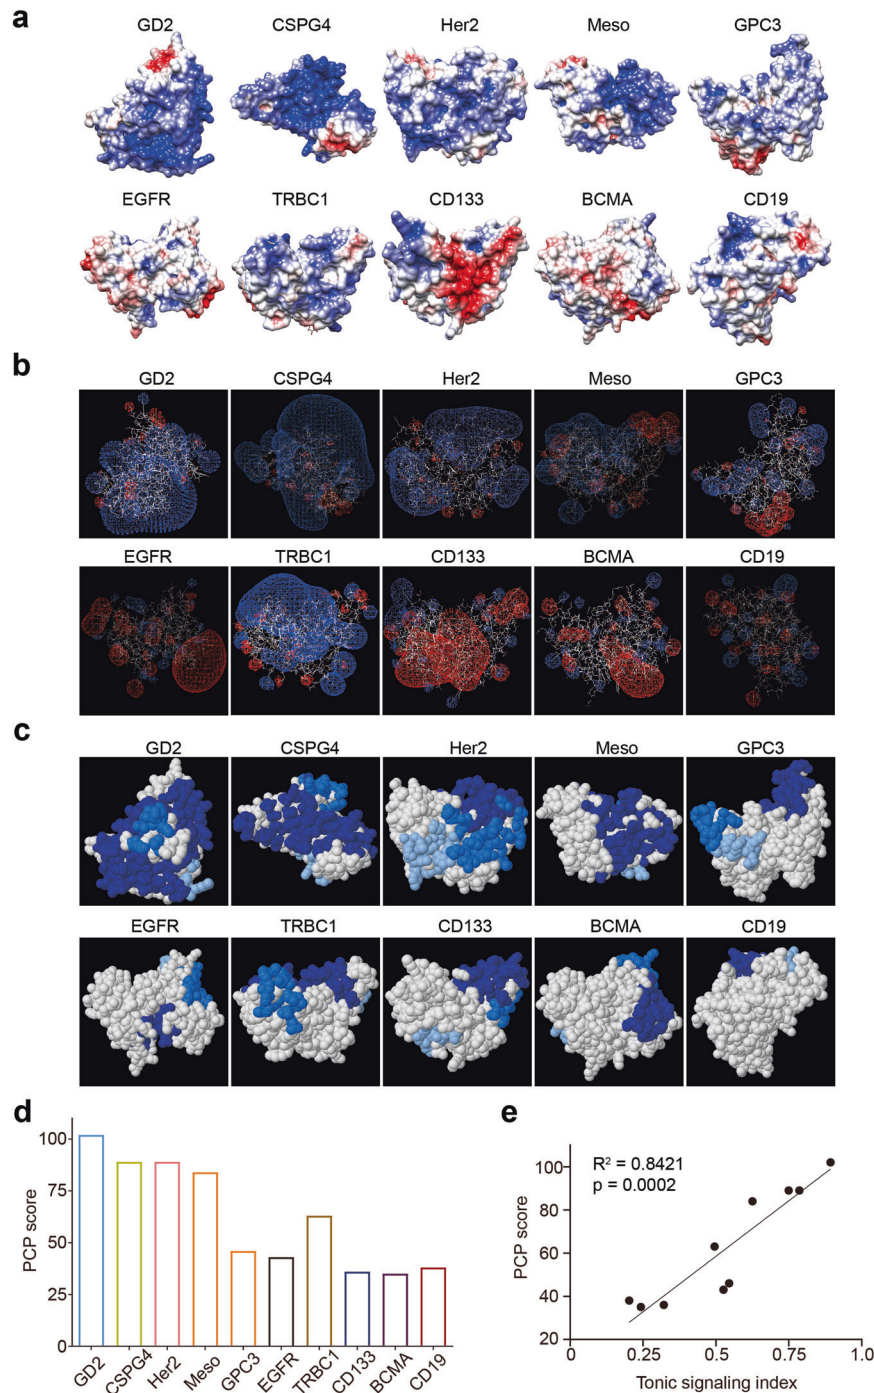 a
GD2 CSPG4 Her2 Meso GPC3
EGFR TRBC1 CD133 BCMA CD19
b
GD2 CSPG4 Her2 Meso GPC3
EGFR TRBC1 CD133 BCMA CD19
c
GD2 CSPG4 Her2 Meso GPC3
EGFR TRBC1 CD133 BCMA CD19
d
PCP score
100
75
50
25
0
GD2 CSPG4 Her2 Meso GPC3 EGFR TRBC1 CD133 BCMA CD19
e
R² = 0.8421
p = 0.0002
PCP score
100
80
60
40
20
0 0.25 0.5 0.75 1.0
Tonic signaling index